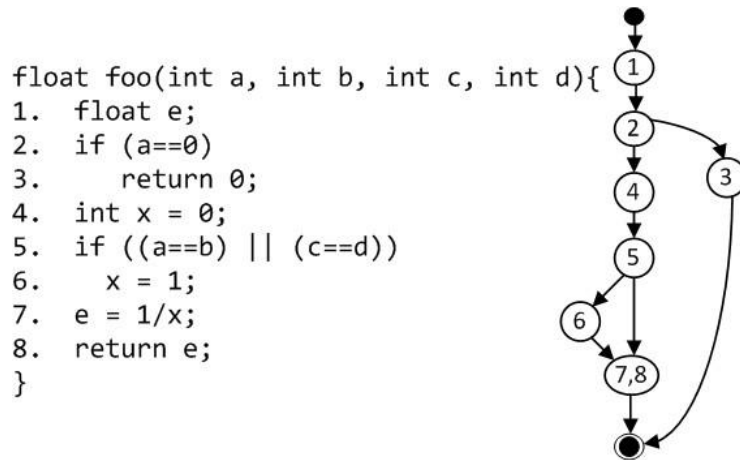 float foo(int a, int b, int c, int d){
1. float e;
2. if (a==0)
3. return 0;
4. int x = 0;
5. if ((a==b) || (c==d))
6. x = 1;
7. e = 1/x;
8. return e;
}
1
2
3
4
5
6
7,8